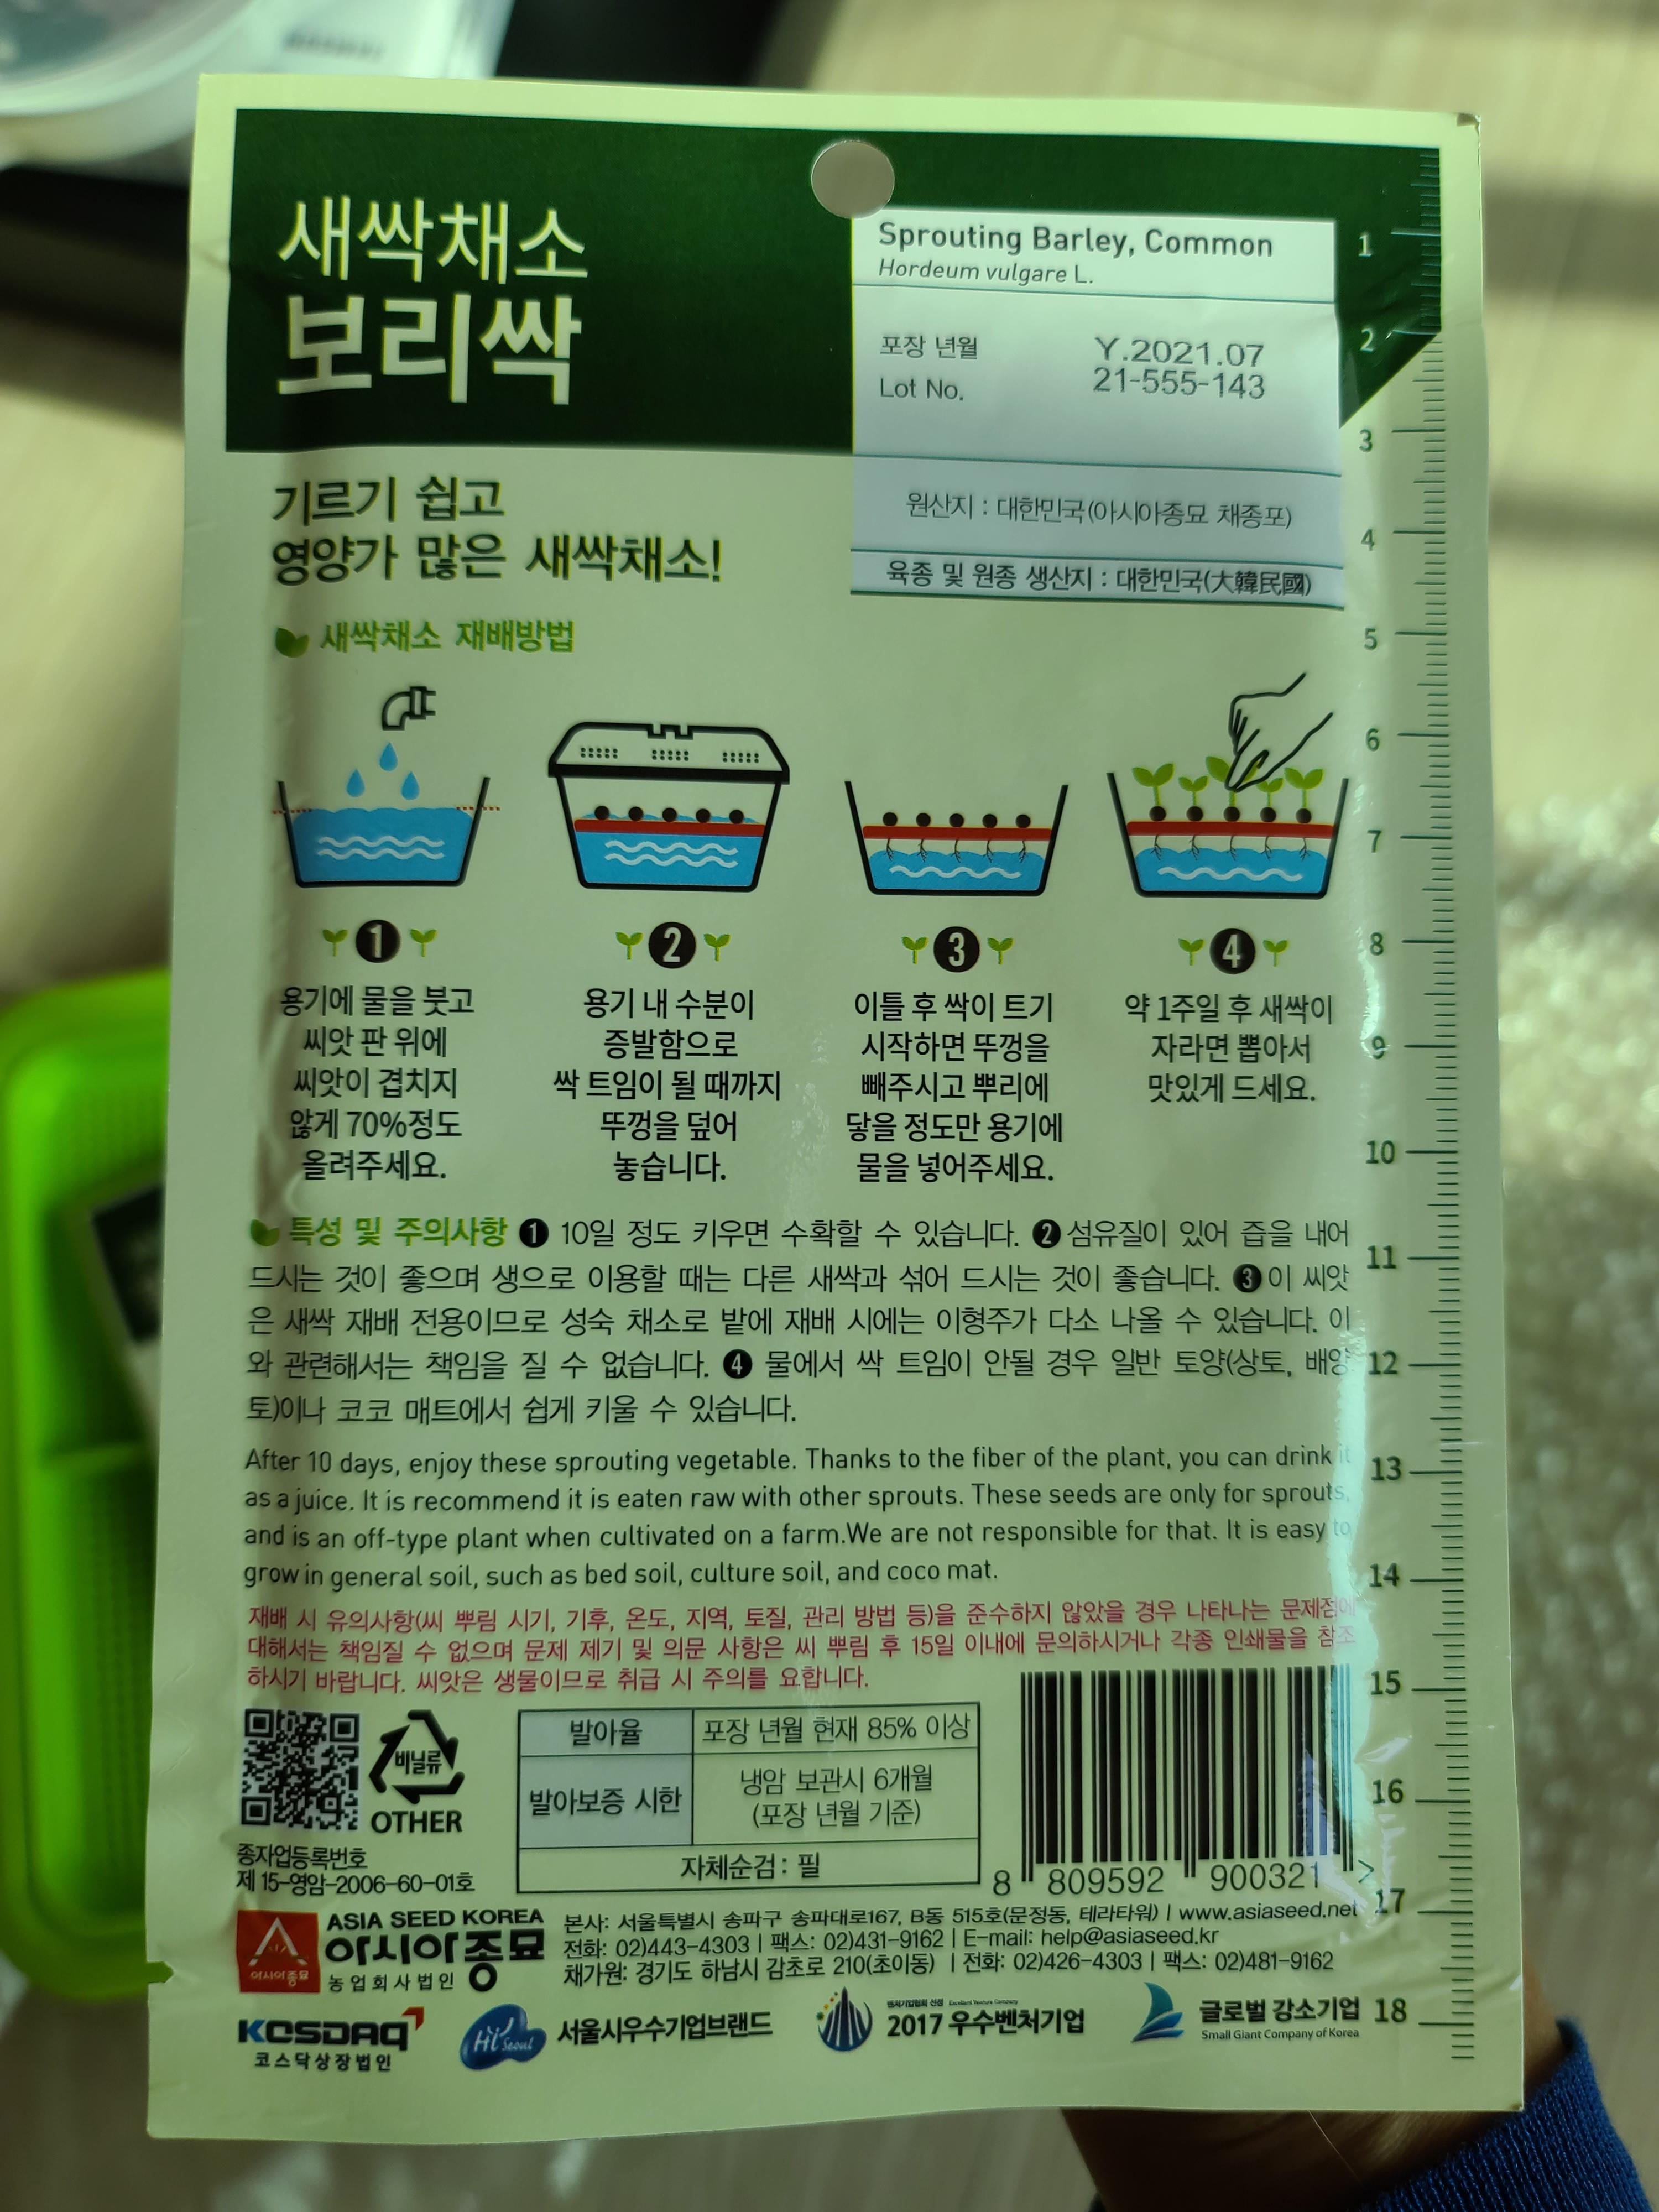 새싹채소
보리싹
Sprouting Barley, Common
Hordeum vulgare L.
포장 년월 Y.2021.07
Lot No. 21-555-143
원산지 : 대한민국(아시아종묘 채종포)
육종 및 원종 생산지 : 대한민국(大韓民國)
기르기 쉽고
영양가 많은 새싹채소!
새싹채소 재배방법
1
용기에 물을 붓고
씨앗 판 위에
씨앗이 겹치지
않게 70%정도
올려주세요.
2
용기 내 수분이
증발함으로
싹 트임이 될 때까지
뚜껑을 덮어
놓습니다.
3
이틀 후 싹이 트기
시작하면 뚜껑을
빼주시고 뿌리에
닿을 정도만 용기에
물을 넣어주세요.
4
약 1주일 후 새싹이
자라면 뽑아서
맛있게 드세요.
특성 및 주의사항 ❶ 10일 정도 키우면 수확할 수 있습니다. ❷ 섬유질이 있어 즙을 내어
드시는 것이 좋으며 생으로 이용할 때는 다른 새싹과 섞어 드시는 것이 좋습니다. ❸ 이 씨앗
은 새싹 재배 전용이므로 성숙 채소로 밭에 재배 시에는 이형주가 다소 나올 수 있습니다. 이
와 관련해서는 책임을 질 수 없습니다. ❹ 물에서 싹 트임이 안될 경우 일반 토양(상토, 배양
토)이나 코코 매트에서 쉽게 키울 수 있습니다.
After 10 days, enjoy these sprouting vegetable. Thanks to the fiber of the plant, you can drink it
as a juice. It is recommend it is eaten raw with other sprouts. These seeds are only for sprouts,
and is an off-type plant when cultivated on a farm.We are not responsible for that. It is easy to
grow in general soil, such as bed soil, culture soil, and coco mat.
재배 시 유의사항(씨 뿌림 시기, 기후, 온도, 지역, 토질, 관리 방법 등)을 준수하지 않았을 경우 나타나는 문제점에
대해서는 책임질 수 없으며 문제 제기 및 의문 사항은 씨 뿌림 후 15일 이내에 문의하시거나 각종 인쇄물을 참조
하시기 바랍니다. 씨앗은 생물이므로 취급 시 주의를 요합니다.
비닐류
OTHER
종자업등록번호
제 15-영암-2006-60-01호
발아율 포장 년월 현재 85% 이상
발아보증 시한 냉암 보관시 6개월
(포장 년월 기준)
자체순검 : 필
8 809592 900321 >
아시아종묘
ASIA SEED KOREA
아시아종묘
농업회사법인
본사: 서울특별시 송파구 송파대로167, B동 515호(문정동, 테라타워) | www.asiaseed.net
전화: 02)443-4303 | 팩스: 02)431-9162 | E-mail: help@asiaseed.kr
채가원: 경기도 하남시 감초로 210(초이동) | 전화: 02)426-4303 | 팩스: 02)481-9162
KOSDAQ
코스닥상장법인
Hi Seoul
서울시우수기업브랜드
벤처기업협회 선정 Excellent Venture Company
2017 우수벤처기업
글로벌 강소기업
Small Giant Company of Korea
1
2
3
4
5
6
7
8
9
10
11
12
13
14
15
16
17
18